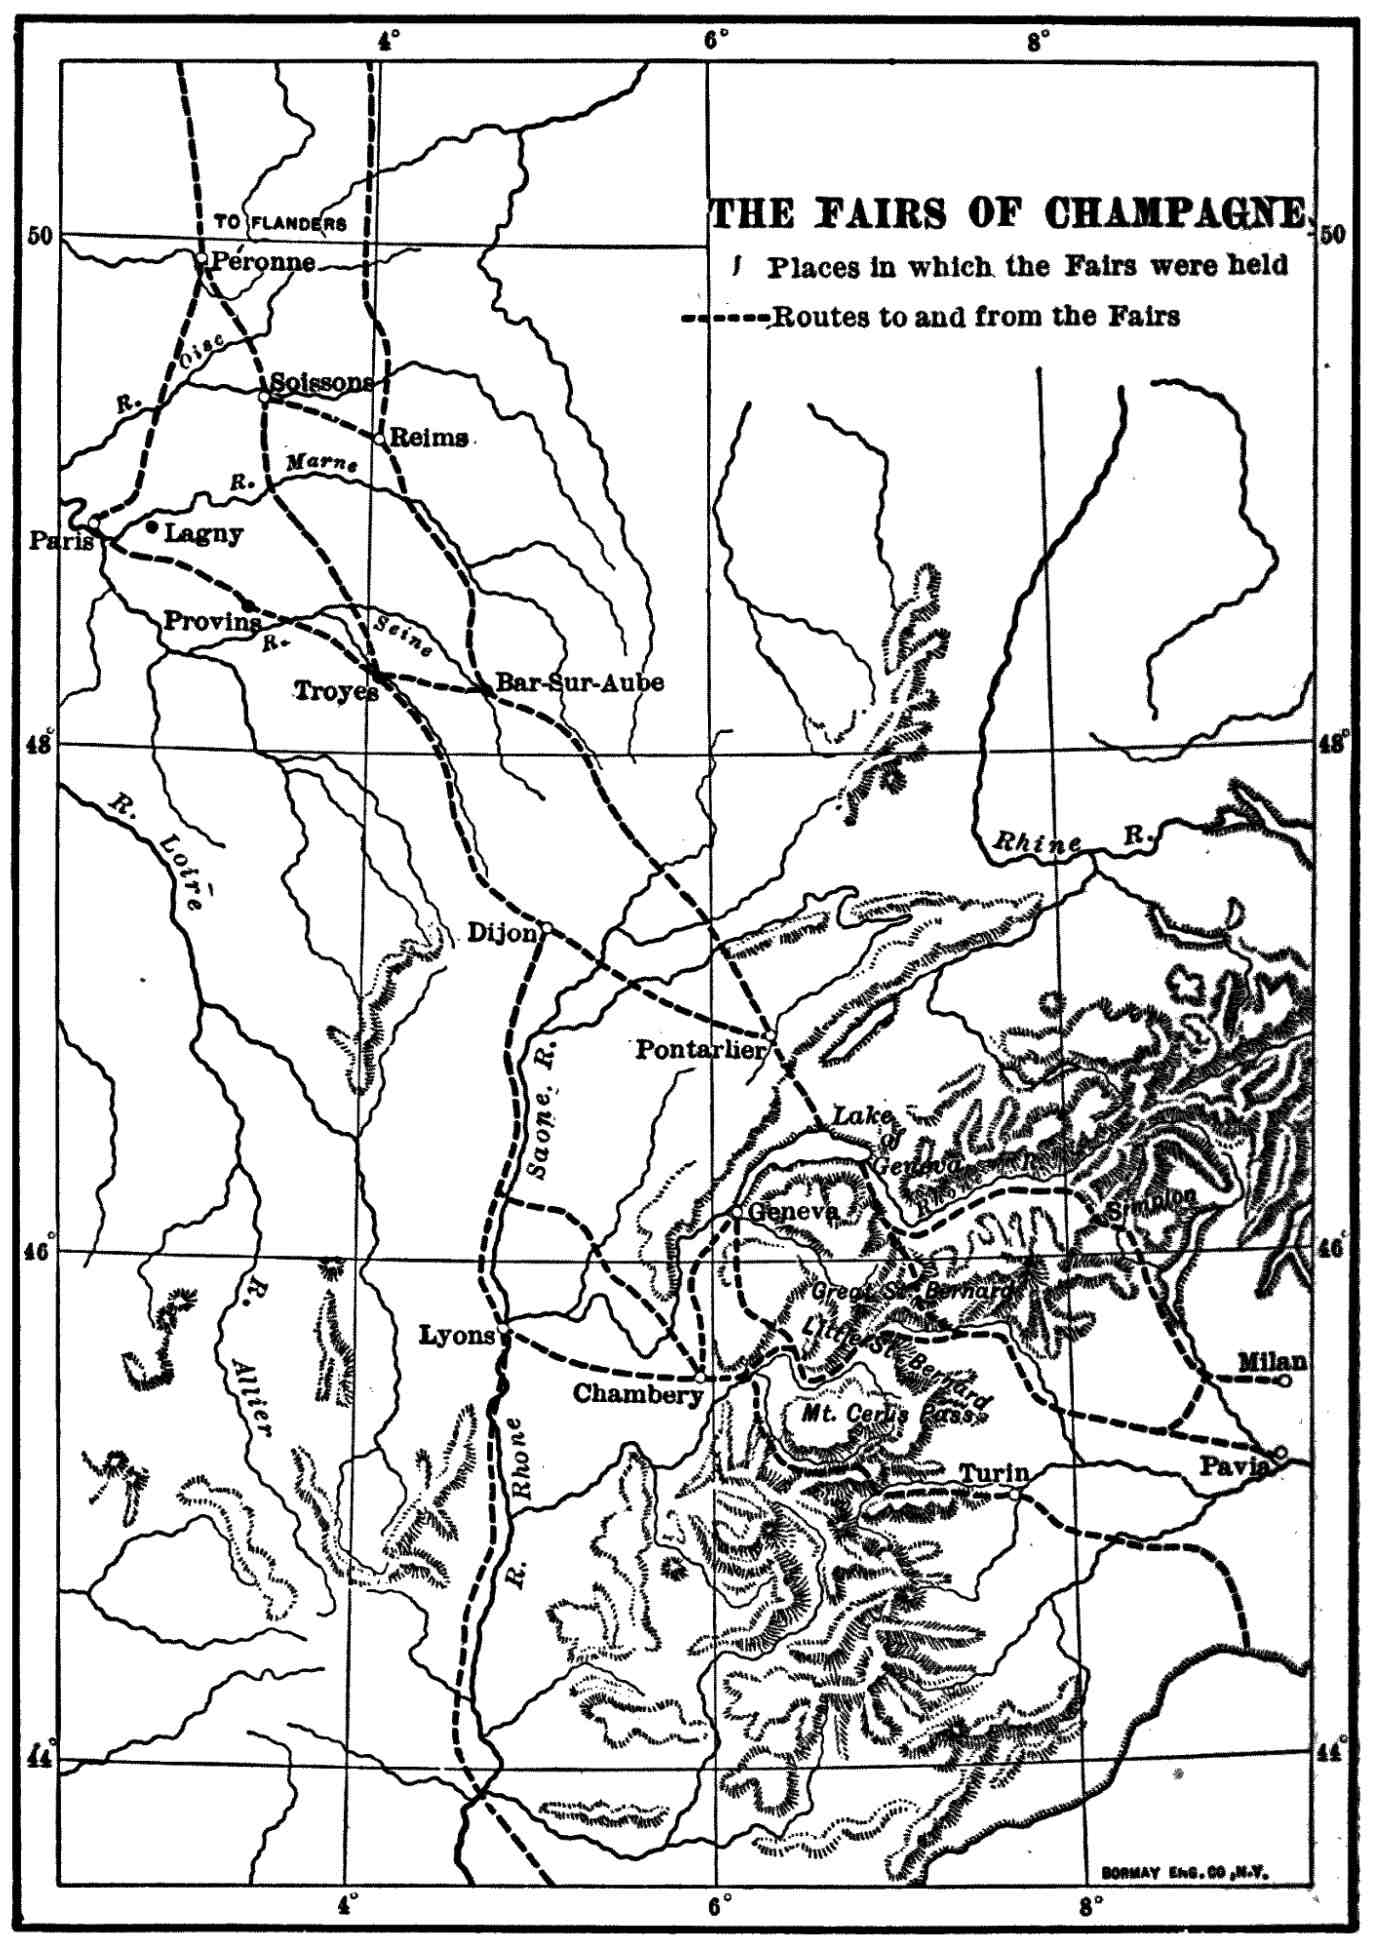 4° 6° 8°
THE FAIRS OF CHAMPAGNE
Places in which the Fairs were held
Routes to and from the Fairs
50 50
TO FLANDERS
Péronne
Oise
R.
Soissons
Reims
Marne
R.
Paris
Lagny
Provins
R.
Seine
Troyes
Bar-Sur-Aube
48° 48°
R.
Loire
Rhine R.
Dijon
Pontarlier
Saone R.
Lake
of
Geneva
Rhone R.
Geneva
Simplon
46° 46°
Great St. Bernard
R.
Allier
Lyons
Little St. Bernard
Milan
Chambery
Mt. Cenis Pass
Rhone
R.
Turin
Pavia
44° 44°
BORMAY ENG. CO., N.Y.
4° 6° 8°